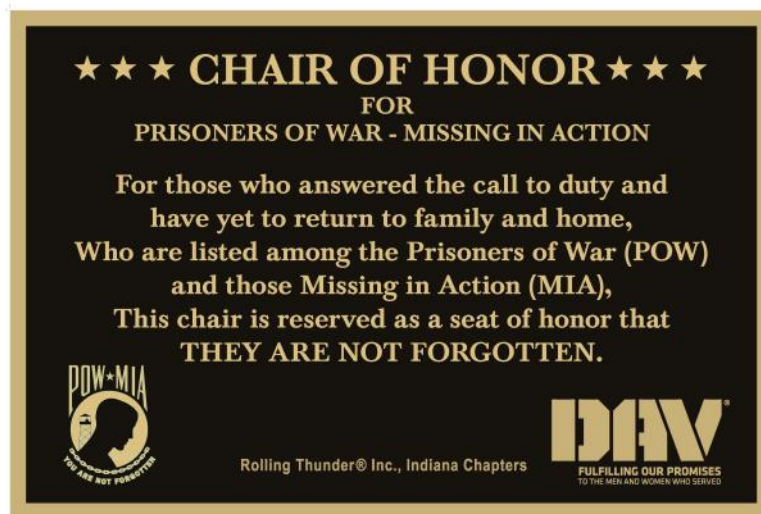 ★ ★ ★ CHAIR OF HONOR ★ ★ ★
FOR
PRISONERS OF WAR - MISSING IN ACTION
For those who answered the call to duty and
have yet to return to family and home,
Who are listed among the Prisoners of War (POW)
and those Missing in Action (MIA),
This chair is reserved as a seat of honor that
THEY ARE NOT FORGOTTEN.
POW★MIA
YOU ARE NOT FORGOTTEN
Rolling Thunder® Inc., Indiana Chapters
DAV®
FULFILLING OUR PROMISES
TO THE MEN AND WOMEN WHO SERVED